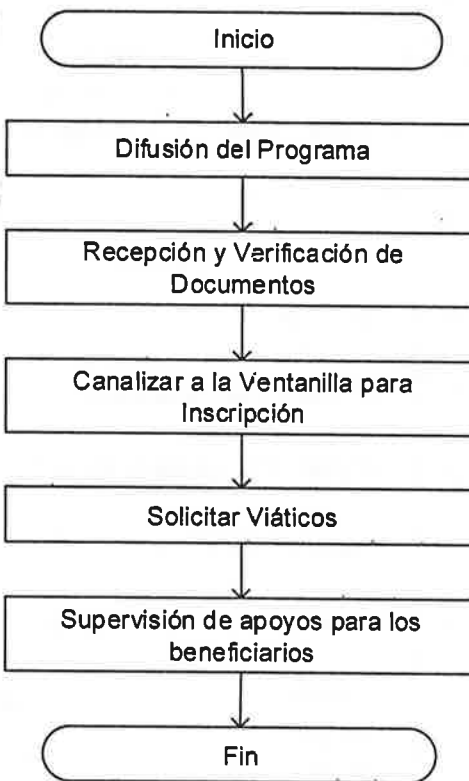 Inicio
Difusión del Programa
Recepción y Verificación de
Documentos
Canalizar a la Ventanilla para
Inscripción
Solicitar Viáticos
Supervisión de apoyos para los
beneficiarios
Fin